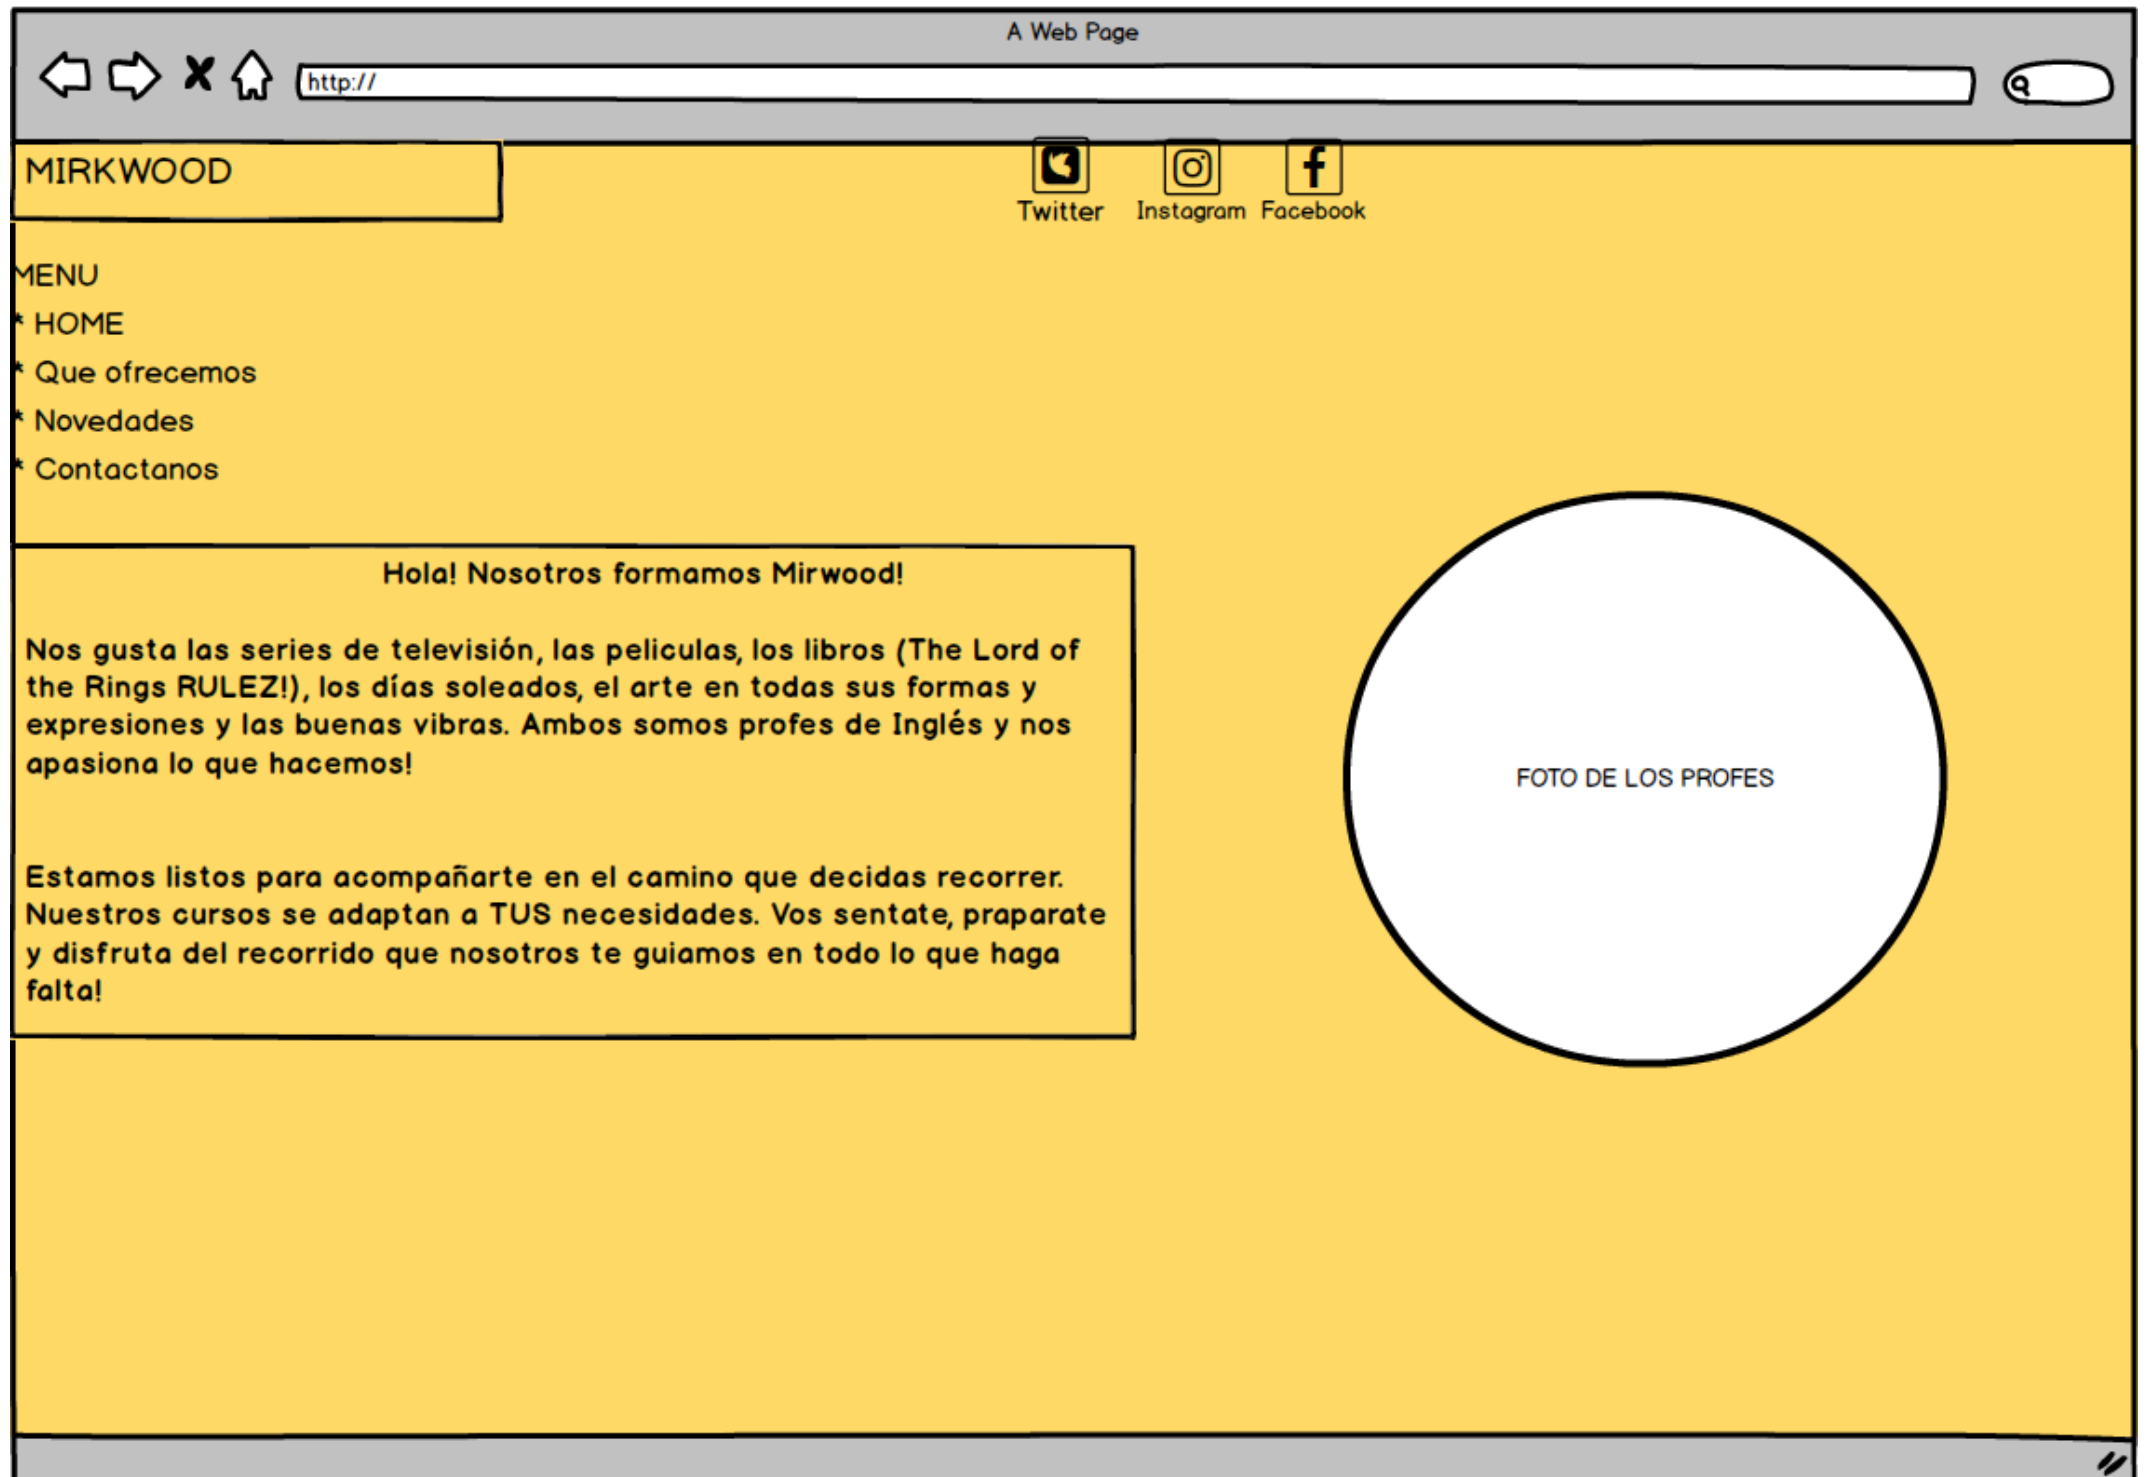 A Web Page
http://
MIRKWOOD
Twitter
Instagram
Facebook
MENU
* HOME
* Que ofrecemos
* Novedades
* Contactanos
Hola! Nosotros formamos Mirwood!
Nos gusta las series de televisión, las peliculas, los libros (The Lord of
the Rings RULEZ!), los días soleados, el arte en todas sus formas y
expresiones y las buenas vibras. Ambos somos profes de Inglés y nos
apasiona lo que hacemos!
Estamos listos para acompañarte en el camino que decidas recorrer.
Nuestros cursos se adaptan a TUS necesidades. Vos sentate, praparate
y disfruta del recorrido que nosotros te guiamos en todo lo que haga
falta!
FOTO DE LOS PROFES